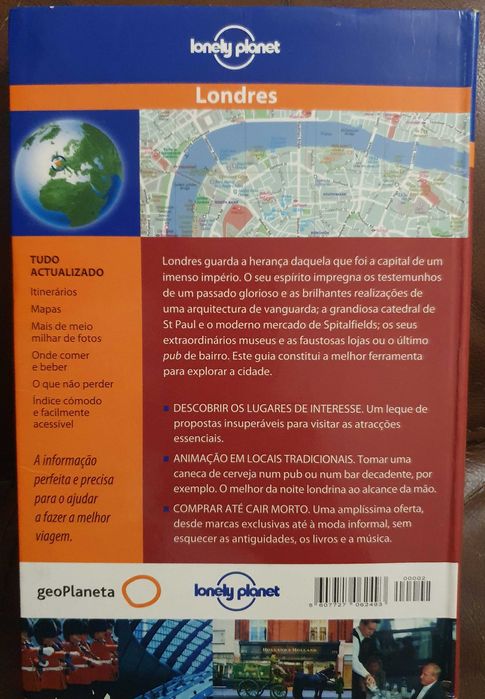 lonely planet
Londres
TUDO
ACTUALIZADO
Itinerários
Mapas
Mais de meio
milhar de fotos
Onde comer
e beber
O que não perder
Índice cómodo
e facilmente
acessível
A informação
perfeita e precisa
para o ajudar
a fazer a melhor
viagem.
Londres guarda a herança daquela que foi a capital de um
imenso império. O seu espírito impregna os testemunhos
de um passado glorioso e as brilhantes realizações de
uma arquitectura de vanguarda; a grandiosa catedral de
St Paul e o moderno mercado de Spitalfields; os seus
extraordinários museus e as faustosas lojas ou o último
pub de bairro. Este guia constitui a melhor ferramenta
para explorar a cidade.
DESCOBRIR OS LUGARES DE INTERESSE. Um leque de
propostas insuperáveis para visitar as atracções
essenciais.
ANIMAÇÃO EM LOCAIS TRADICIONAIS. Tomar uma
caneca de cerveja num pub ou num bar decadente, por
exemplo. O melhor da noite londrina ao alcance da mão.
COMPRAR ATÉ CAIR MORTO. Uma amplíssima oferta,
desde marcas exclusivas até à moda informal, sem
esquecer as antiguidades, os livros e a música.
geoPlaneta
lonely planet
00002
5 607727 062493
HOLLAND & HOLLAND